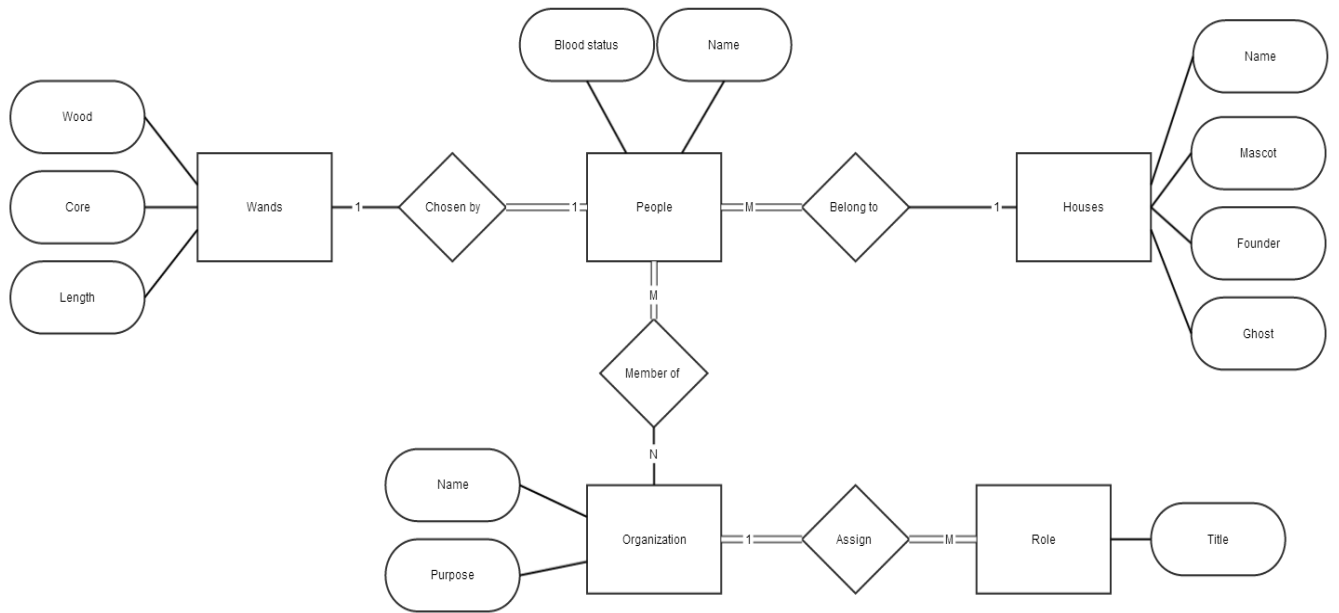 Blood status
Name
Name
Wood
Mascot
Core
Wands
1
Chosen by
1
People
M
Belong to
1
Houses
Founder
Length
M
Ghost
Member of
N
Name
Organization
1
Assign
M
Role
Title
Purpose